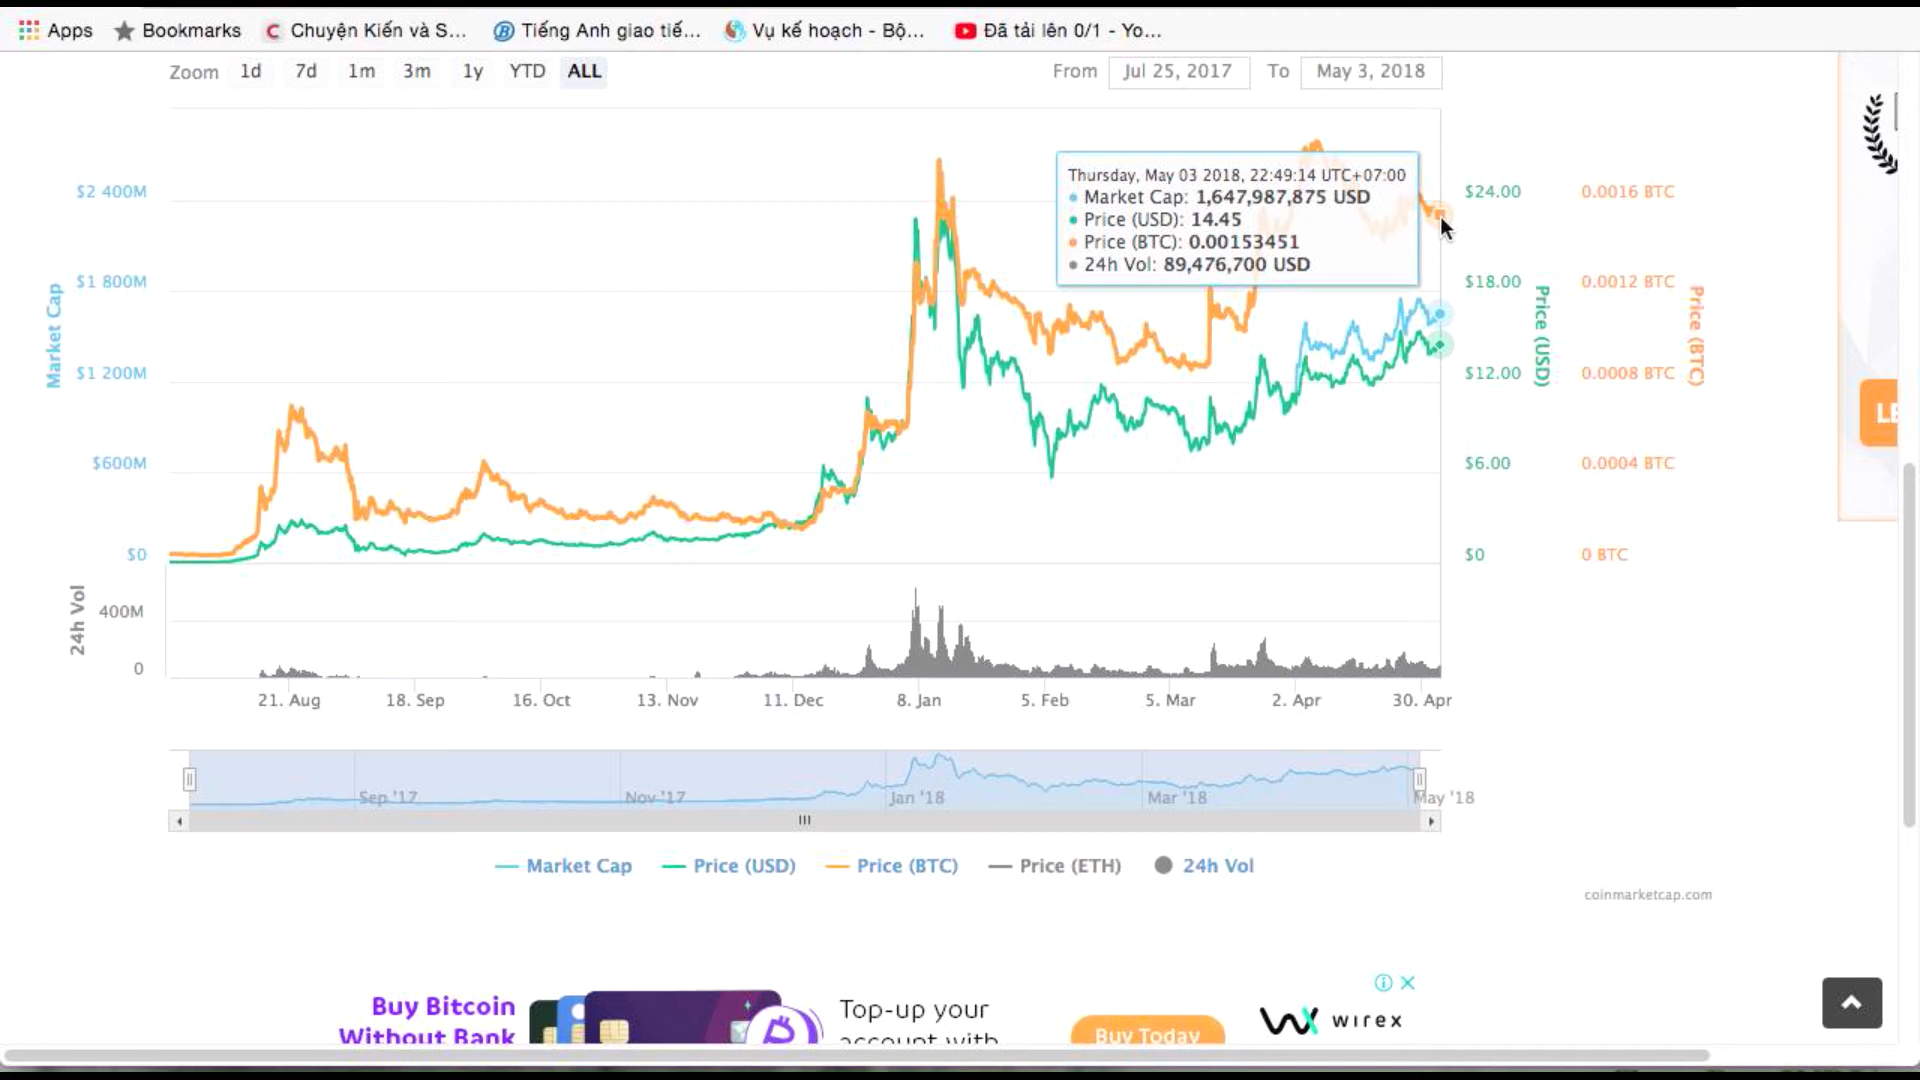 Apps Bookmarks Chuyện Kiến và S... Tiếng Anh giao tiế... Vụ kế hoạch - Bộ... Đã tải lên 0/1 - Yo...
Zoom 1d 7d 1m 3m 1y YTD ALL From Jul 25, 2017 To May 3, 2018
Thursday, May 03 2018, 22:49:14 UTC+07:00
Market Cap: 1,647,987,875 USD
Price (USD): 14.45
Price (BTC): 0.00153451
24h Vol: 89,476,700 USD
$2 400M $24.00 0.0016 BTC
$1 800M $18.00 0.0012 BTC
Market Cap Price (USD) Price (BTC)
$1 200M $12.00 0.0008 BTC
LE
$600M $6.00 0.0004 BTC
$0 $0 0 BTC
24h Vol
400M
0
21. Aug 18. Sep 16. Oct 13. Nov 11. Dec 8. Jan 5. Feb 5. Mar 2. Apr 30. Apr
Sep '17 Nov '17 Jan '18 Mar '18 May '18
Market Cap Price (USD) Price (BTC) Price (ETH) 24h Vol
coinmarketcap.com
Buy Bitcoin
Without Bank
Top-up your
account with
Buy Today
wirex